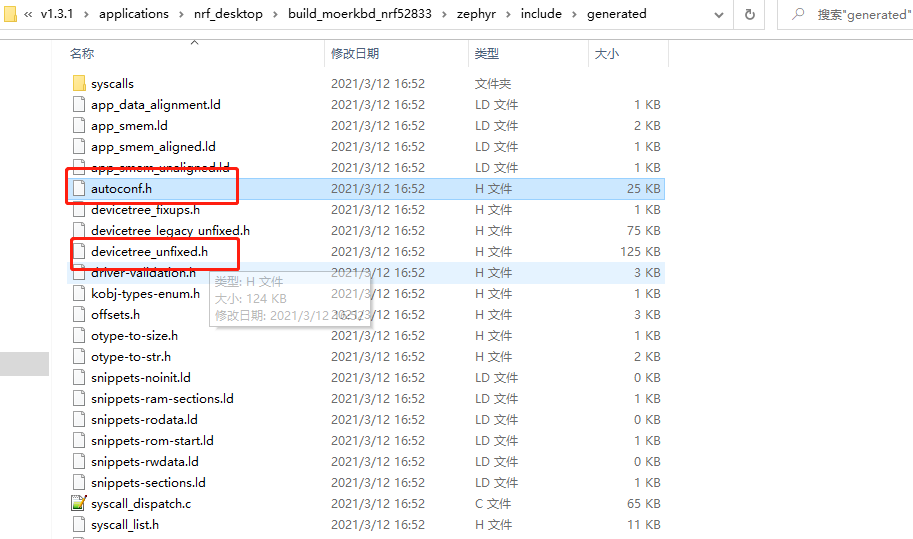 « v1.3.1 › applications › nrf_desktop › build_moerkbd_nrf52833 › zephyr › include › generated 搜索"generated"
名称 修改日期 类型 大小
syscalls 2021/3/12 16:52 文件夹
app_data_alignment.ld 2021/3/12 16:52 LD 文件 1 KB
app_smem.ld 2021/3/12 16:52 LD 文件 2 KB
app_smem_aligned.ld 2021/3/12 16:52 LD 文件 1 KB
app_smem_unaligned.ld 2021/3/12 16:52 LD 文件 1 KB
autoconf.h 2021/3/12 16:52 H 文件 25 KB
devicetree_fixups.h 2021/3/12 16:52 H 文件 1 KB
devicetree_legacy_unfixed.h 2021/3/12 16:52 H 文件 75 KB
devicetree_unfixed.h 2021/3/12 16:52 H 文件 125 KB
driver-validation.h 2021/3/12 16:52 H 文件 3 KB
类型: H 文件
kobj-types-enum.h 2021/3/12 16:52 H 文件 1 KB
大小: 124 KB
offsets.h 2021/3/12 16:52 H 文件 3 KB
修改日期: 2021/3/12 16:52
otype-to-size.h 2021/3/12 16:52 H 文件 1 KB
otype-to-str.h 2021/3/12 16:52 H 文件 2 KB
snippets-noinit.ld 2021/3/12 16:52 LD 文件 0 KB
snippets-ram-sections.ld 2021/3/12 16:52 LD 文件 1 KB
snippets-rodata.ld 2021/3/12 16:52 LD 文件 0 KB
snippets-rom-start.ld 2021/3/12 16:52 LD 文件 1 KB
snippets-rwdata.ld 2021/3/12 16:52 LD 文件 0 KB
snippets-sections.ld 2021/3/12 16:52 LD 文件 1 KB
syscall_dispatch.c 2021/3/12 16:52 C 文件 65 KB
syscall_list.h 2021/3/12 16:52 H 文件 11 KB